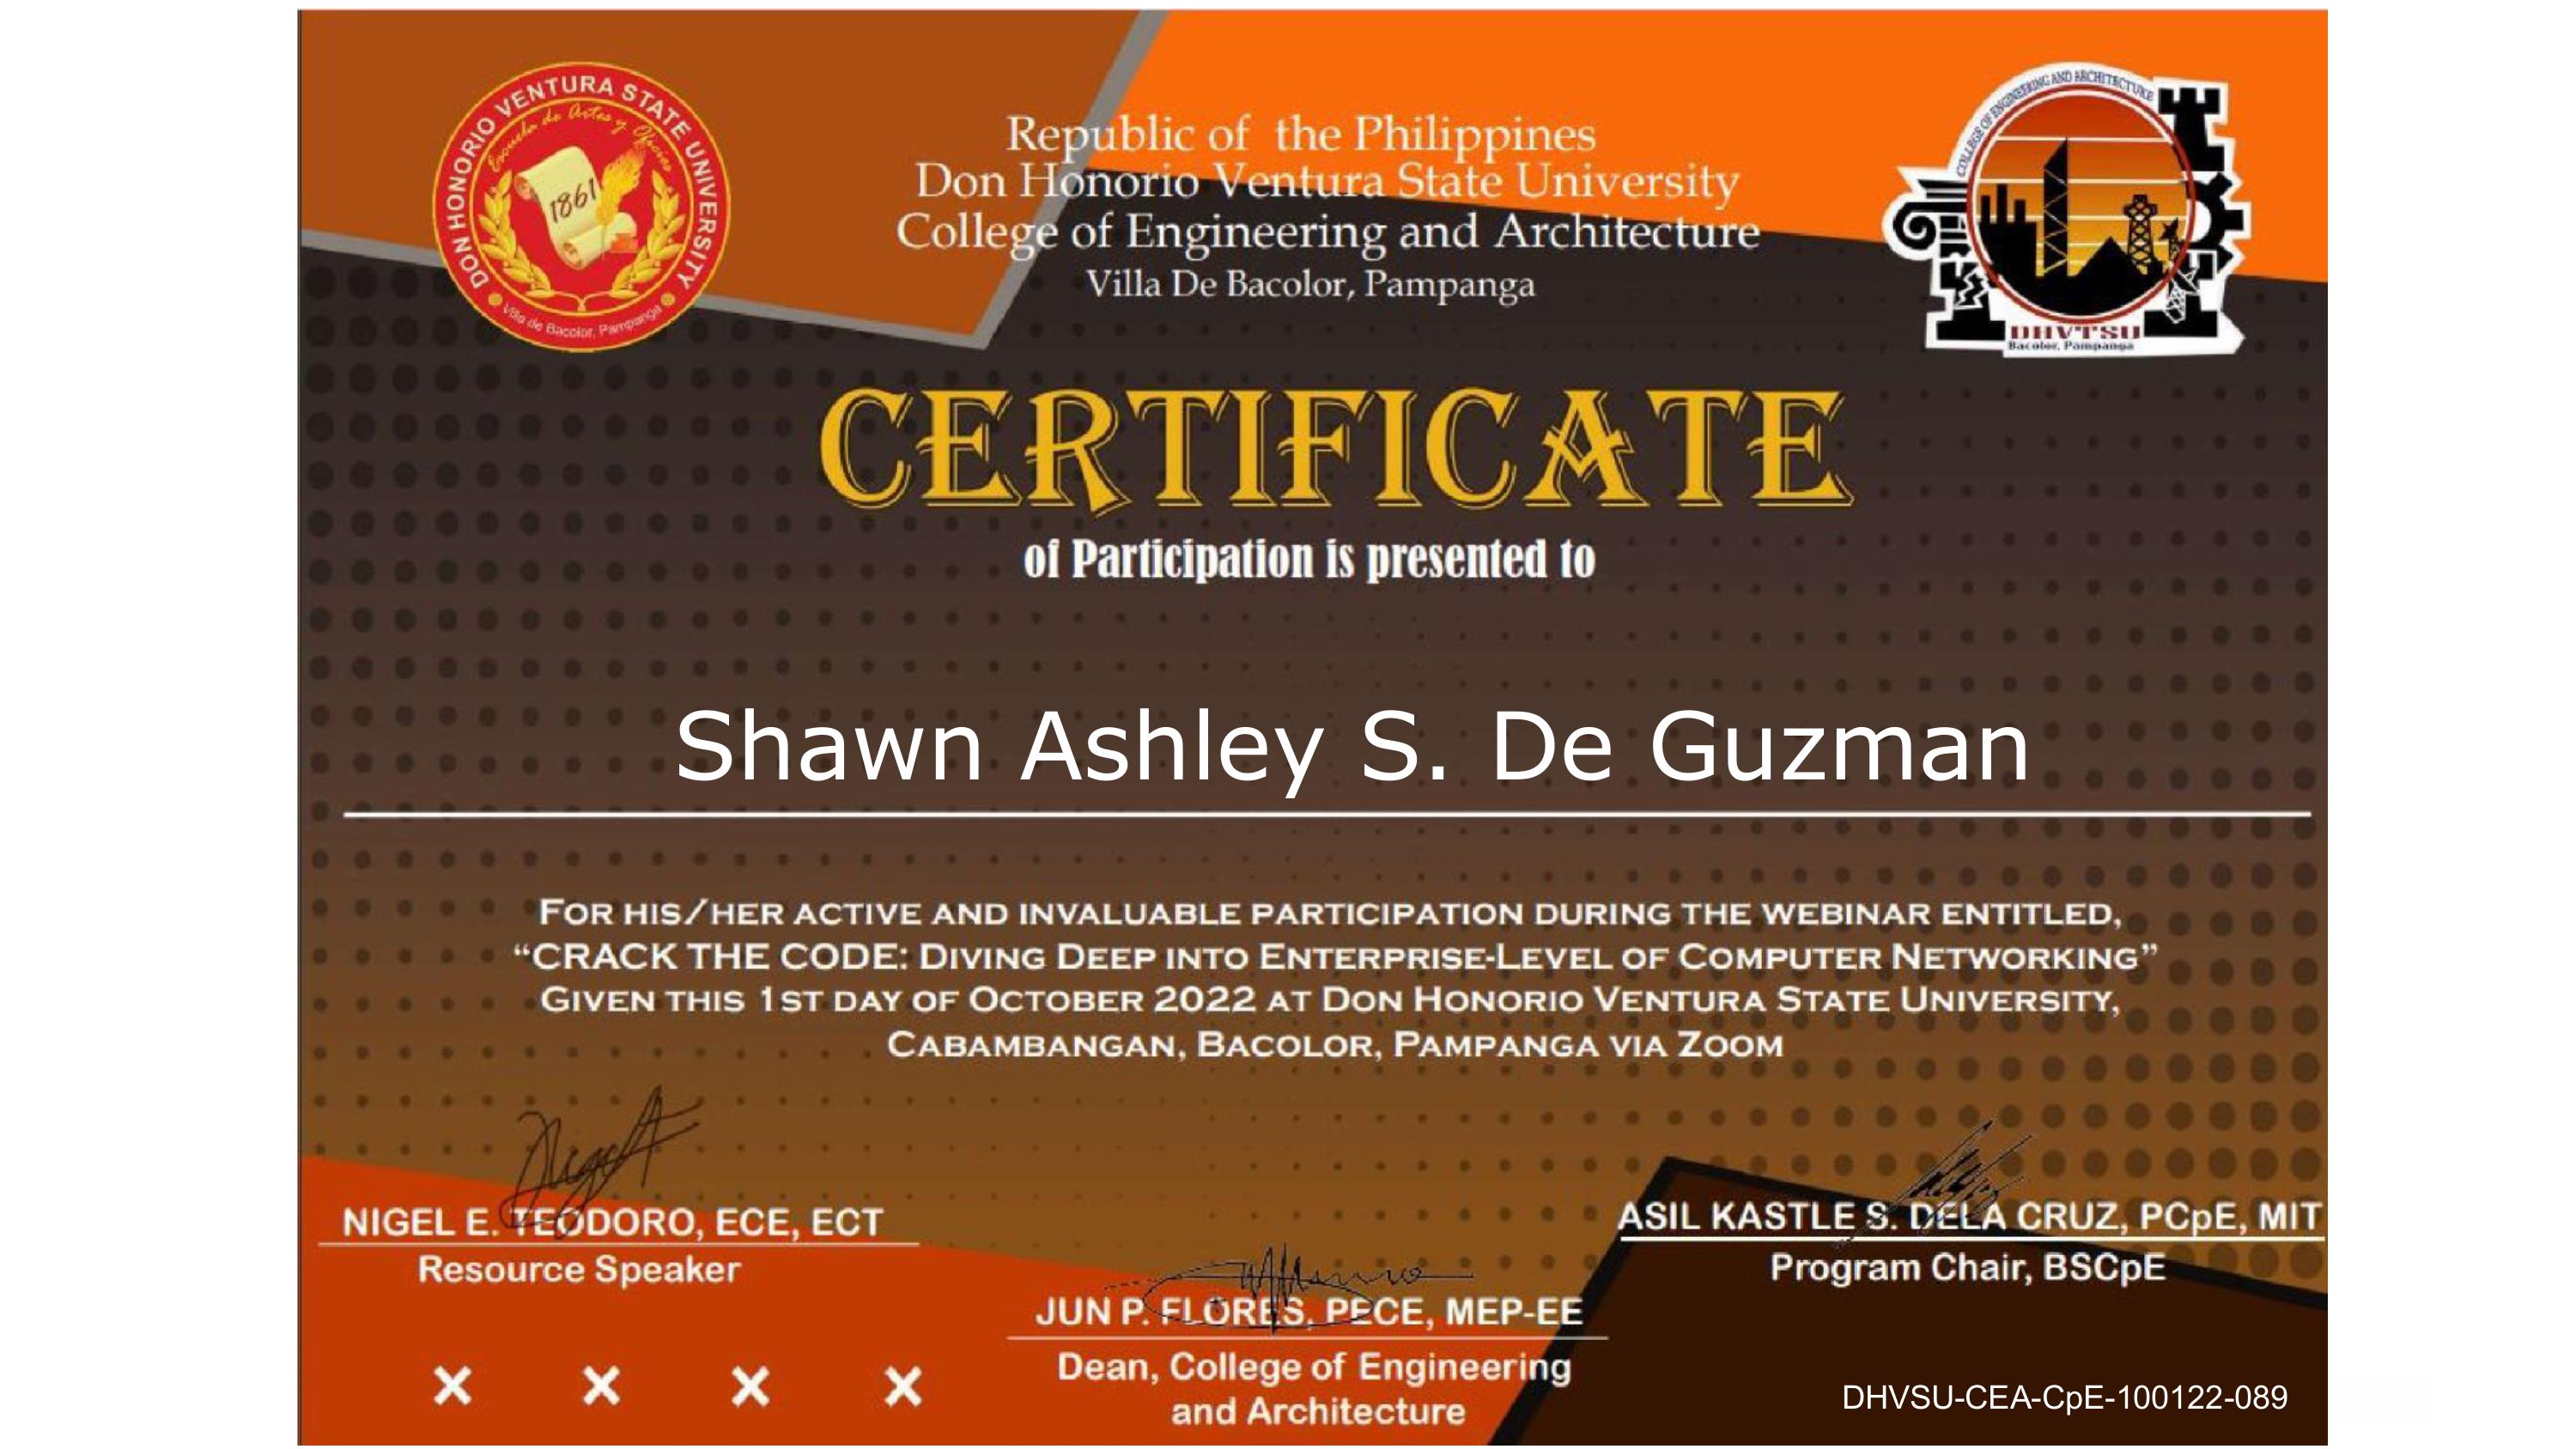 DON HONORIO VENTURA STATE UNIVERSITY
Escuela de Artes y Oficios
1861
Villa de Bacolor, Pampanga
Republic of the Philippines
Don Honorio Ventura State University
College of Engineering and Architecture
Villa De Bacolor, Pampanga
COLLEGE OF ENGINEERING AND ARCHITECTURE
DHVTSU
Bacolor, Pampanga
CERTIFICATE
of Participation is presented to
Shawn Ashley S. De Guzman
FOR HIS/HER ACTIVE AND INVALUABLE PARTICIPATION DURING THE WEBINAR ENTITLED,
“CRACK THE CODE: DIVING DEEP INTO ENTERPRISE-LEVEL OF COMPUTER NETWORKING”
GIVEN THIS 1ST DAY OF OCTOBER 2022 AT DON HONORIO VENTURA STATE UNIVERSITY,
CABAMBANGAN, BACOLOR, PAMPANGA VIA ZOOM
NIGEL E. TEODORO, ECE, ECT
Resource Speaker
JUN P. FLORES, PECE, MEP-EE
Dean, College of Engineering
and Architecture
ASIL KASTLE S. DELA CRUZ, PCpE, MIT
Program Chair, BSCpE
DHVSU-CEA-CpE-100122-089